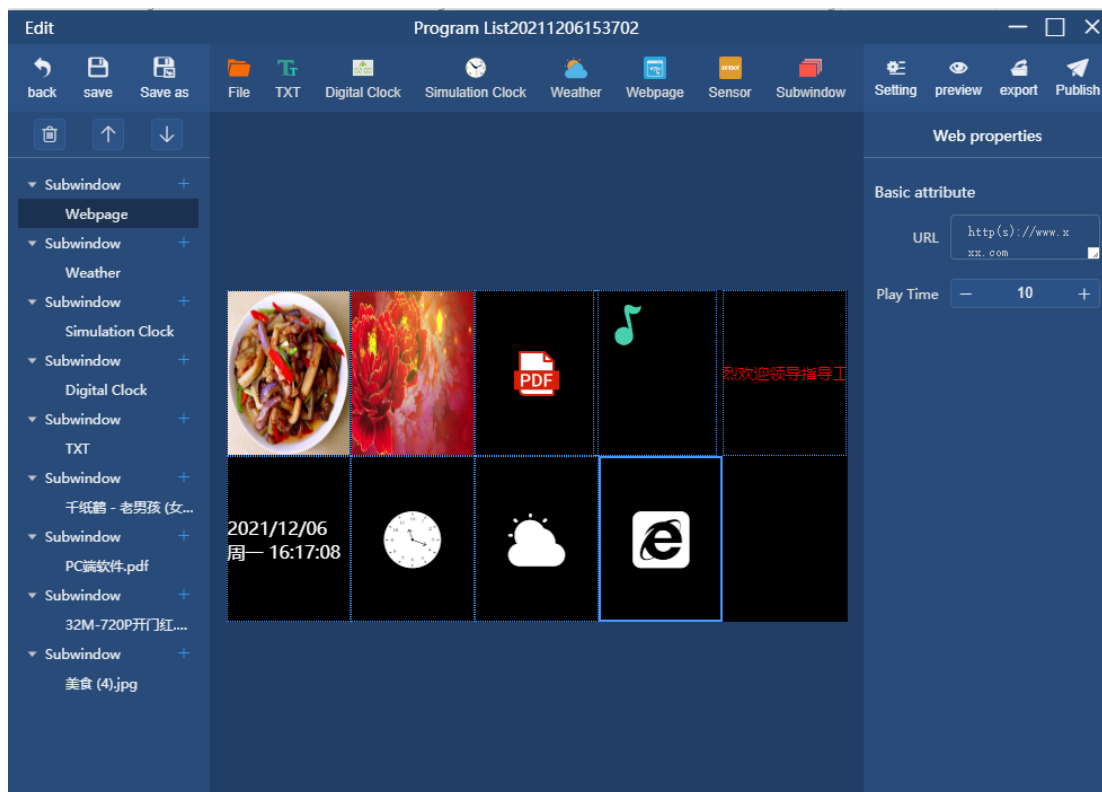 Edit
Program List20211206153702
back
save
Save as
File
TXT
Digital Clock
Simulation Clock
Weather
Webpage
Sensor
Subwindow
Setting
preview
export
Publish
Web properties
Subwindow
Webpage
Subwindow
Weather
Subwindow
Simulation Clock
Subwindow
Digital Clock
Subwindow
TXT
Subwindow
千纸鹤 - 老男孩 (女...
Subwindow
PC端软件.pdf
Subwindow
32M-720P开门红....
Subwindow
美食 (4).jpg
PDF
烈欢迎领导指导工
2021/12/06
周一 16:17:08
Basic attribute
URL
http(s)://www.x
xx.com
Play Time
10